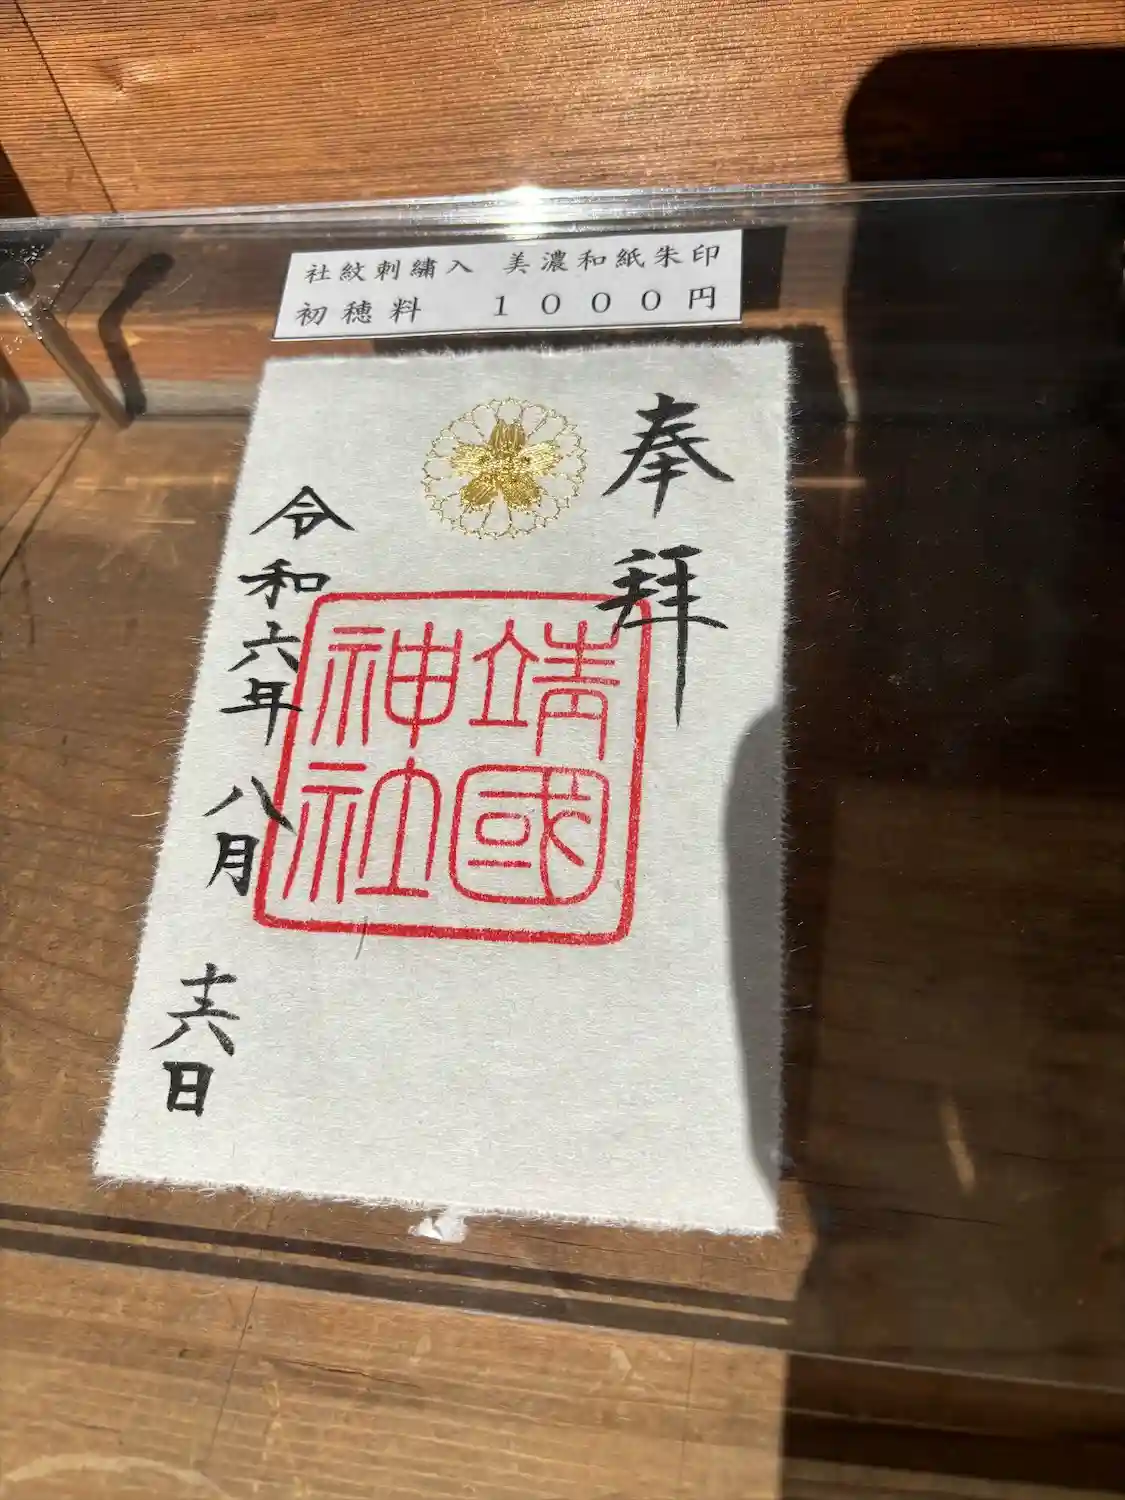 社紋刺繍入 美濃和紙朱印
初穂料 1000円
奉拝
靖國
神社
令和六年 八月 十六日